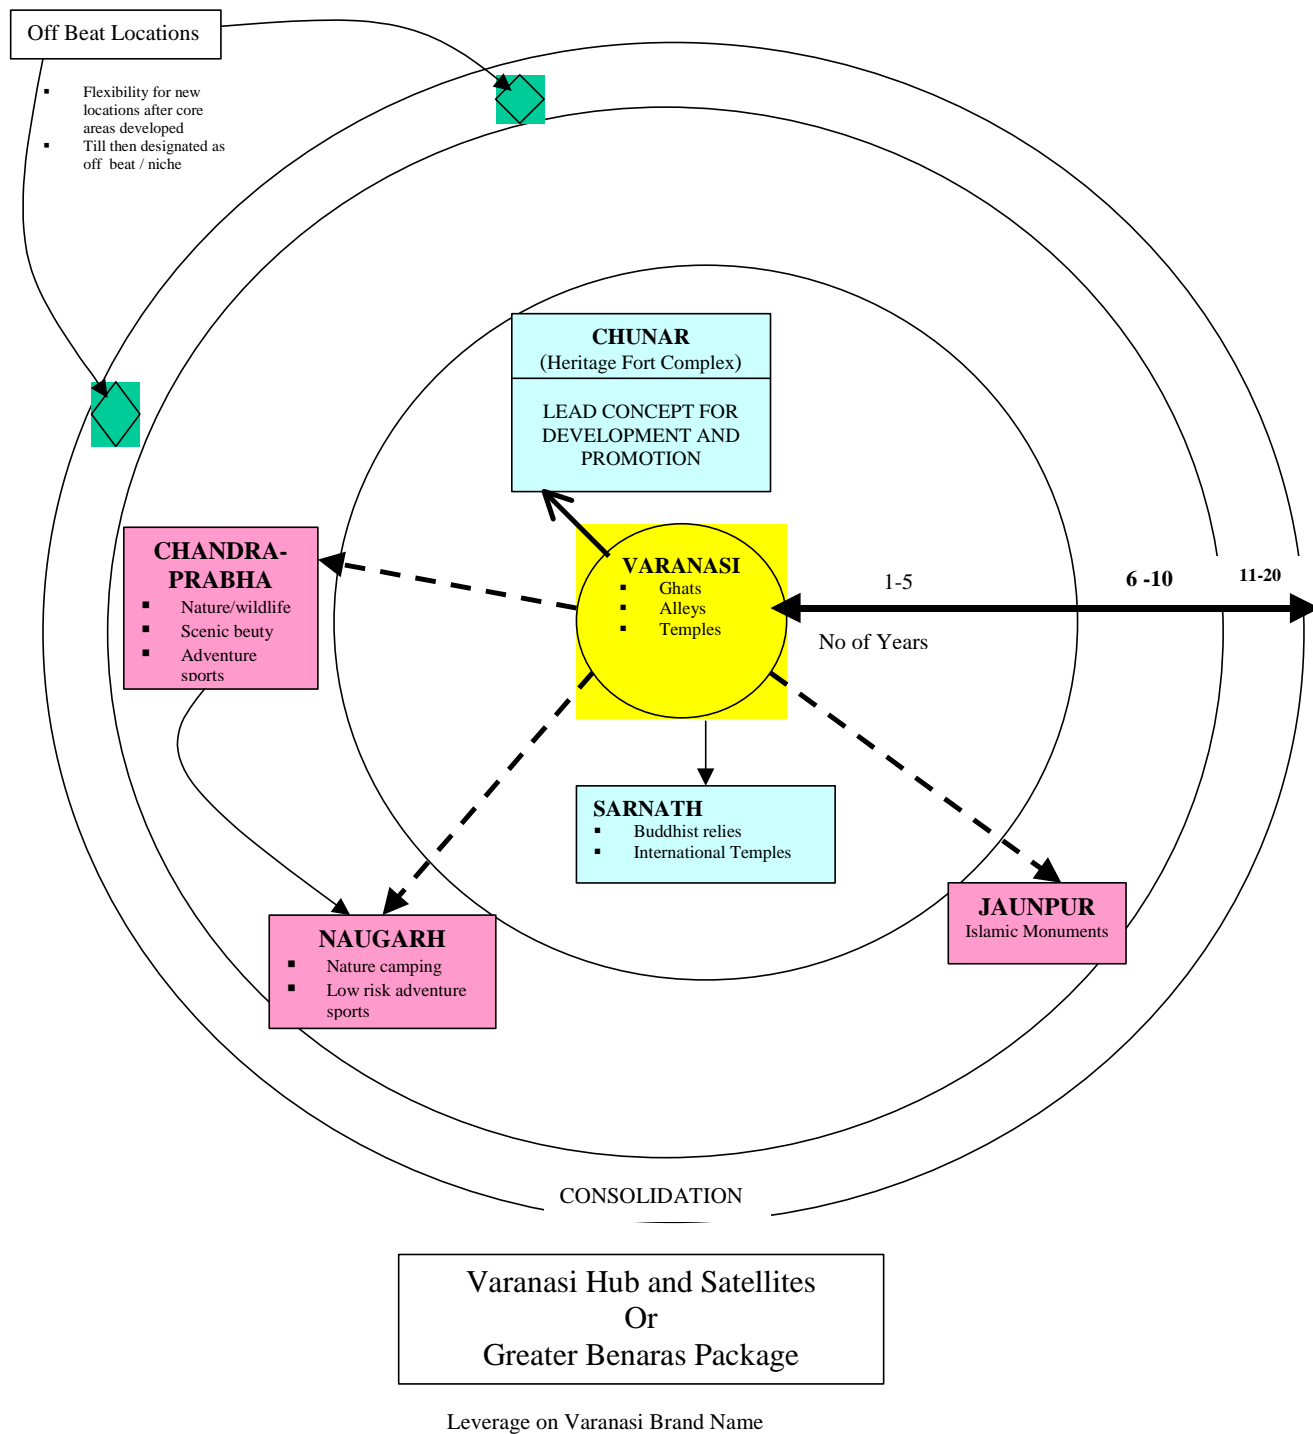 Off Beat Locations
▪ Flexibility for new
locations after core
areas developed
▪ Till then designated as
off beat / niche
CHUNAR
(Heritage Fort Complex)
LEAD CONCEPT FOR
DEVELOPMENT AND
PROMOTION
CHANDRA-
PRABHA
▪ Nature/wildlife
▪ Scenic beuty
▪ Adventure
sports
VARANASI
▪ Ghats
▪ Alleys
▪ Temples
1-5
6 -10
11-20
No of Years
SARNATH
▪ Buddhist relies
▪ International Temples
JAUNPUR
Islamic Monuments
NAUGARH
▪ Nature camping
▪ Low risk adventure
sports
CONSOLIDATION
Varanasi Hub and Satellites
Or
Greater Benaras Package
Leverage on Varanasi Brand Name